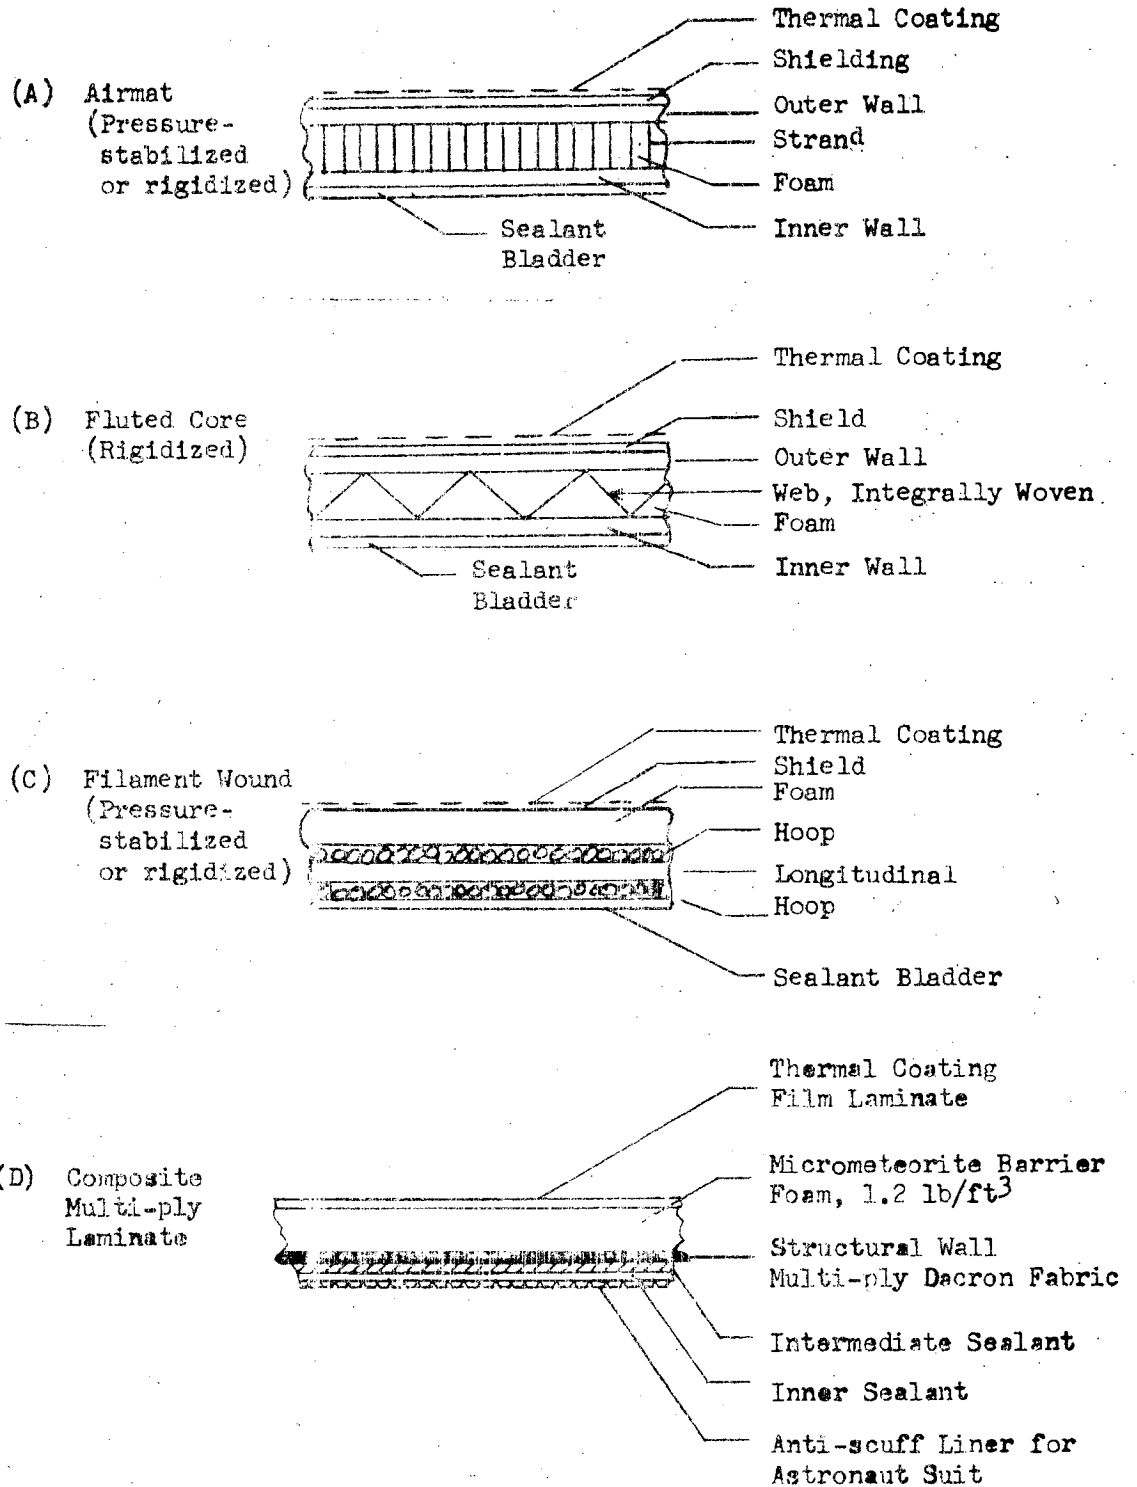 (A) Airmat
(Pressure-
stabilized
or rigidized)
Thermal Coating
Shielding
Outer Wall
Strand
Foam
Inner Wall
Sealant
Bladder
(B) Fluted Core
(Rigidized)
Thermal Coating
Shield
Outer Wall
Web, Integrally Woven
Foam
Inner Wall
Sealant
Bladder
(C) Filament Wound
(Pressure-
stabilized
or rigidized)
Thermal Coating
Shield
Foam
Hoop
Longitudinal
Hoop
Sealant Bladder
(D) Composite
Multi-ply
Laminate
Thermal Coating
Film Laminate
Micrometeorite Barrier
Foam, 1.2 lb/ft3
Structural Wall
Multi-ply Dacron Fabric
Intermediate Sealant
Inner Sealant
Anti-scuff Liner for
Astronaut Suit